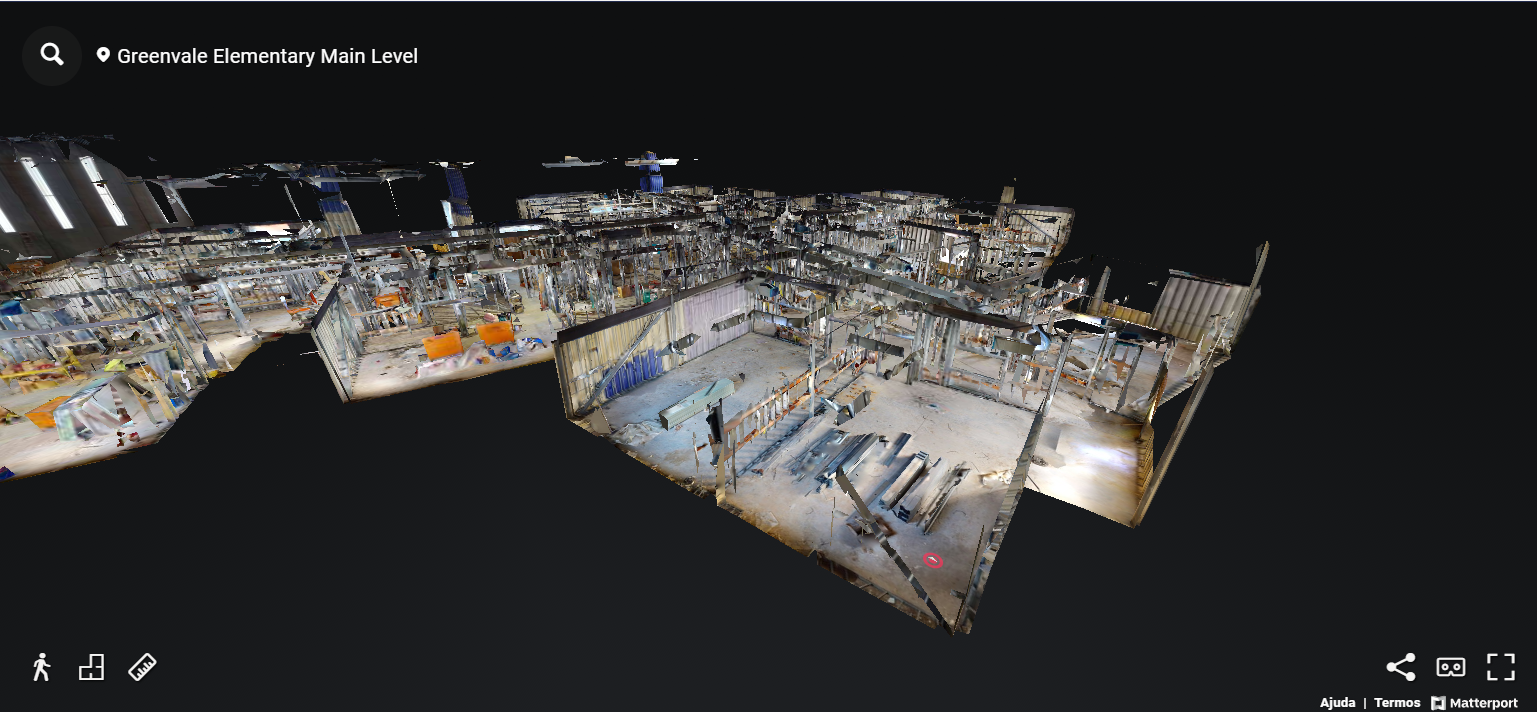 Greenvale Elementary Main Level
Ajuda | Termos Matterport